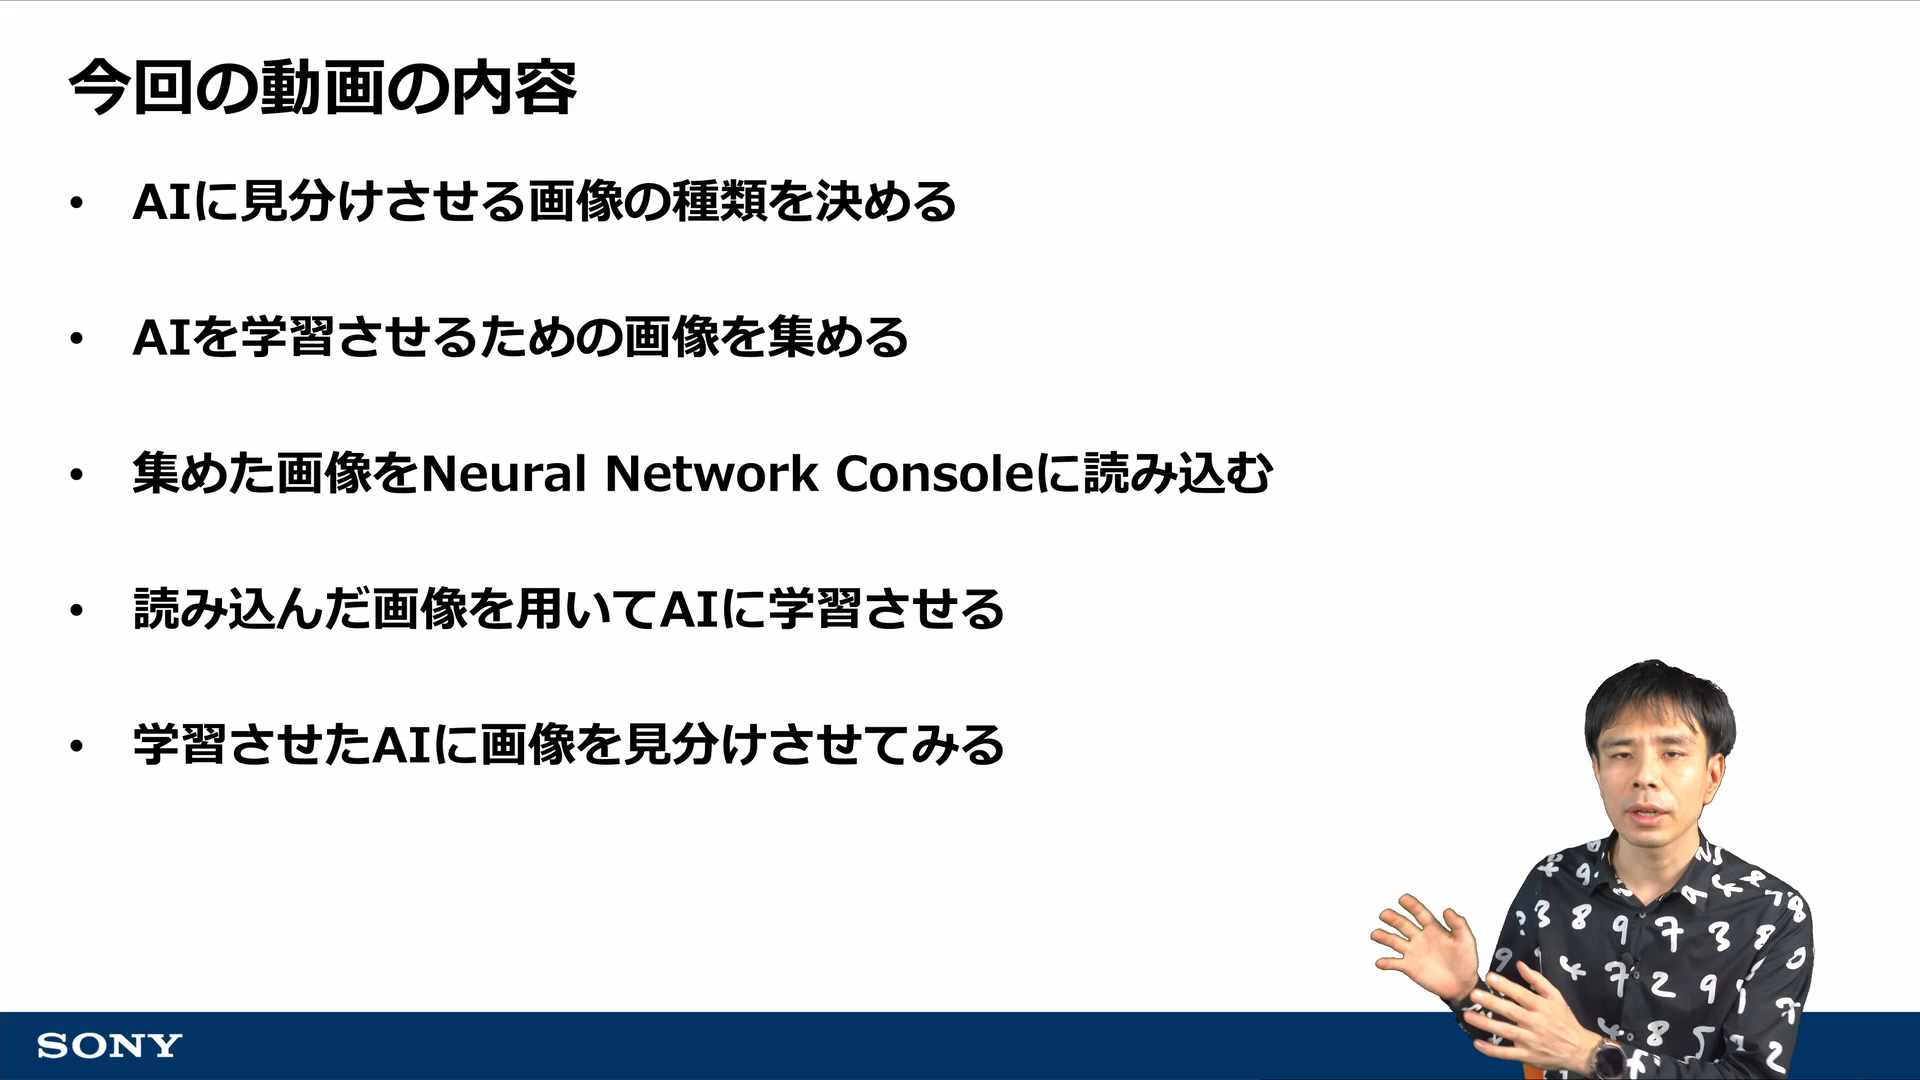 今回の動画の内容
• AIに見分けさせる画像の種類を決める
• AIを学習させるための画像を集める
• 集めた画像をNeural Network Consoleに読み込む
• 読み込んだ画像を用いてAIに学習させる
• 学習させたAIに画像を見分けさせてみる
SONY